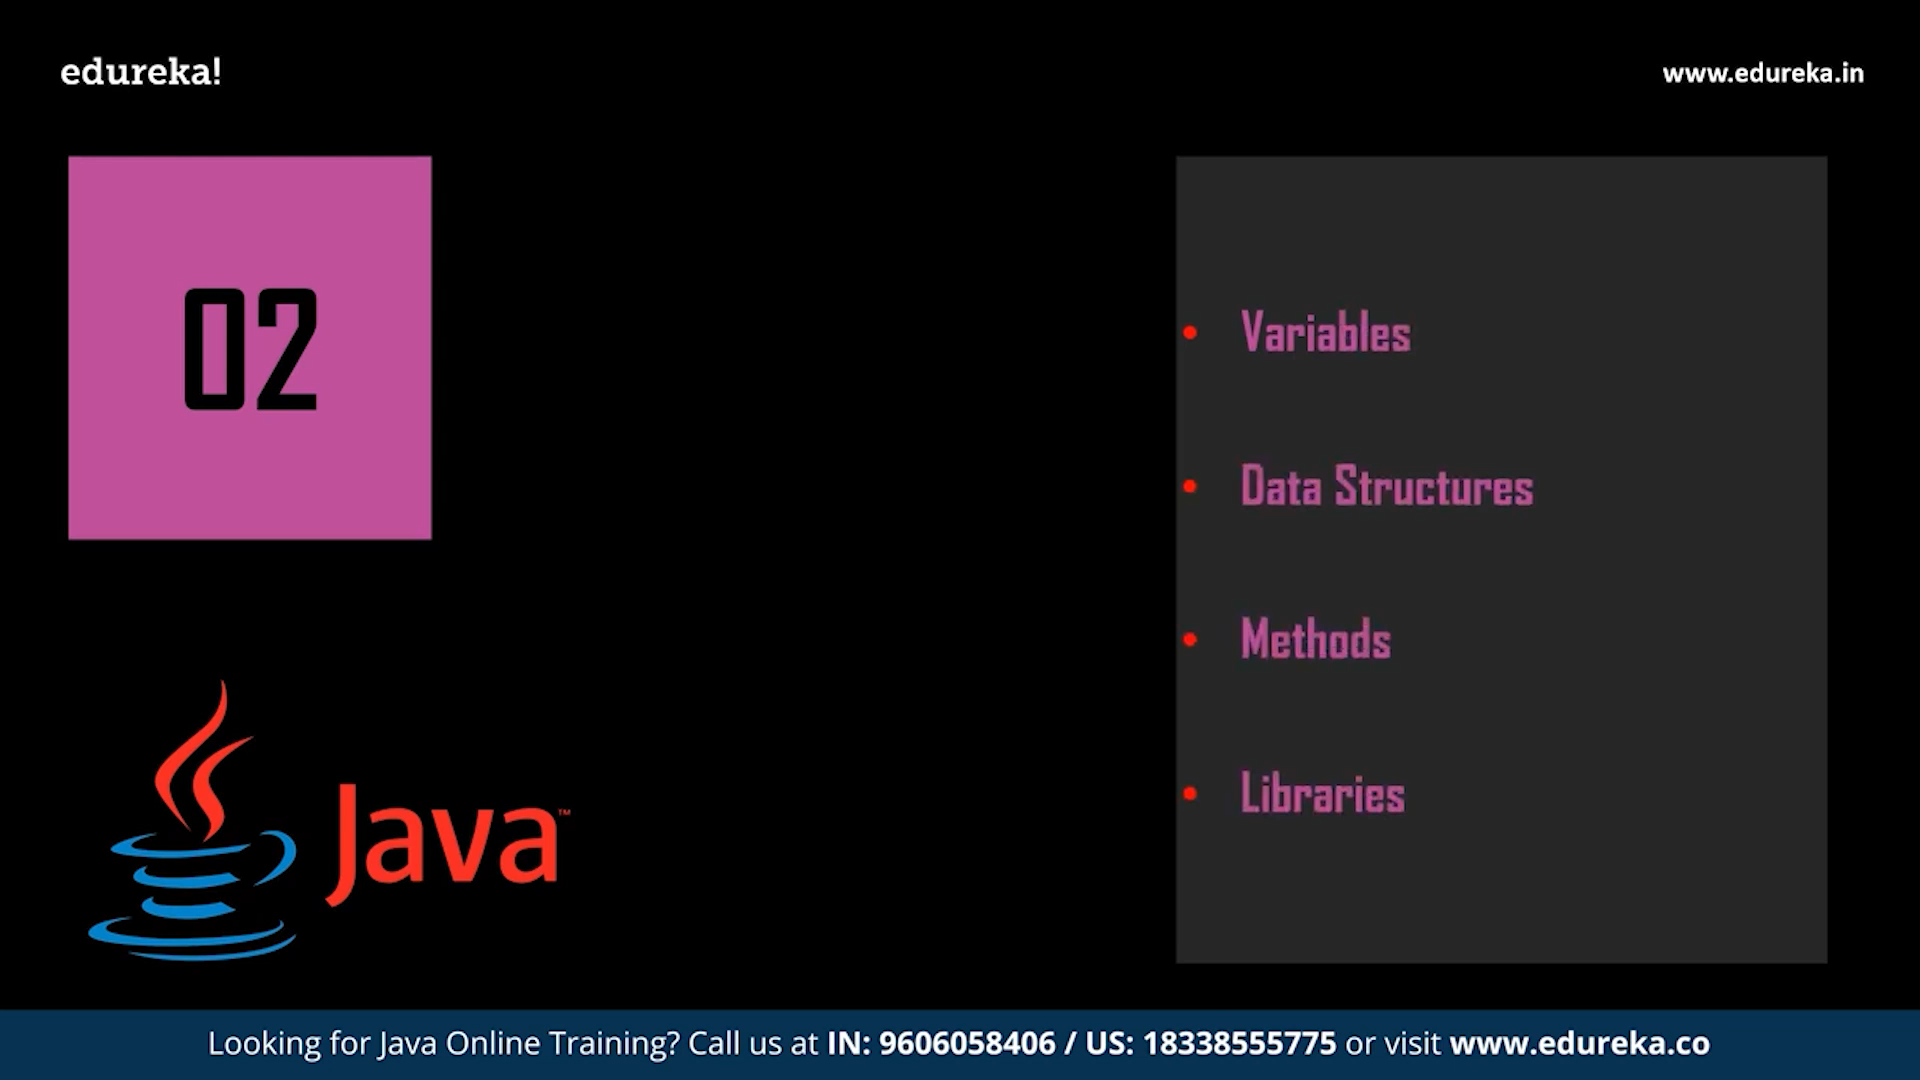 edureka!
www.edureka.in
02
Variables
Data Structures
Methods
Libraries
Java™
Looking for Java Online Training? Call us at IN: 9606058406 / US: 18338555775 or visit www.edureka.co